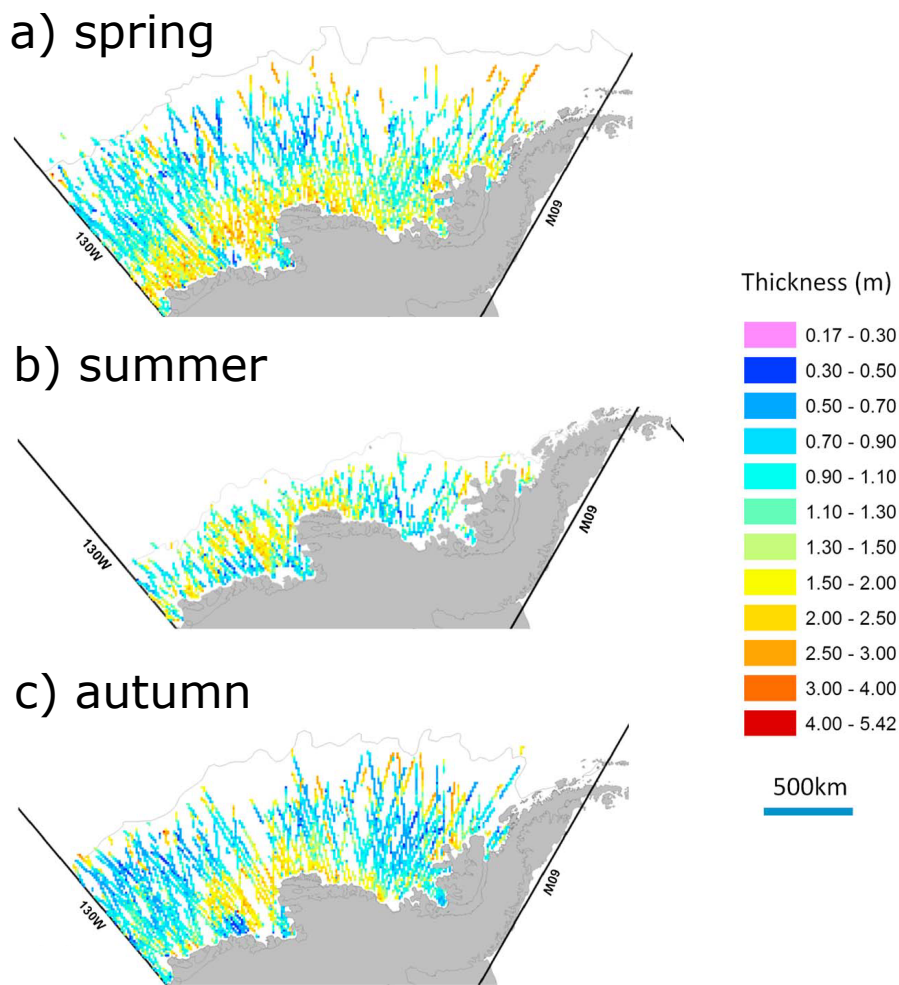 a) spring
130W
60W
b) summer
130W
60W
c) autumn
130W
60W
Thickness (m)
0.17 - 0.30
0.30 - 0.50
0.50 - 0.70
0.70 - 0.90
0.90 - 1.10
1.10 - 1.30
1.30 - 1.50
1.50 - 2.00
2.00 - 2.50
2.50 - 3.00
3.00 - 4.00
4.00 - 5.42
500km